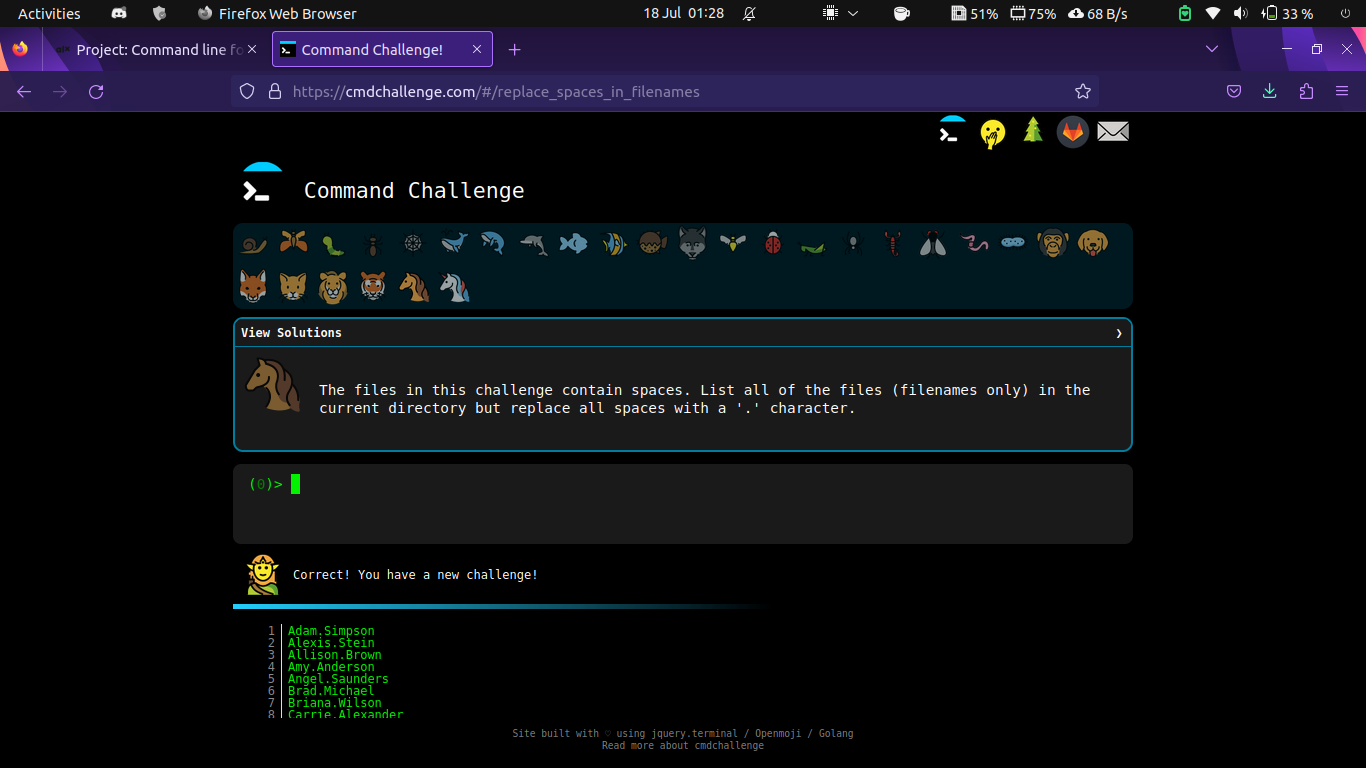 Activities
Firefox Web Browser
18 Jul 01:28
51%
75%
68 B/s
33 %
Project: Command line fo
Command Challenge!
https://cmdchallenge.com/#/replace_spaces_in_filenames
Command Challenge
View Solutions
The files in this challenge contain spaces. List all of the files (filenames only) in the
current directory but replace all spaces with a '.' character.
(0)>
Correct! You have a new challenge!
1 Adam.Simpson
2 Alexis.Stein
3 Allison.Brown
4 Amy.Anderson
5 Angel.Saunders
6 Brad.Michael
7 Briana.Wilson
8 Carrie.Alexander
Site built with ♡ using jquery.terminal / Openmoji / Golang
Read more about cmdchallenge